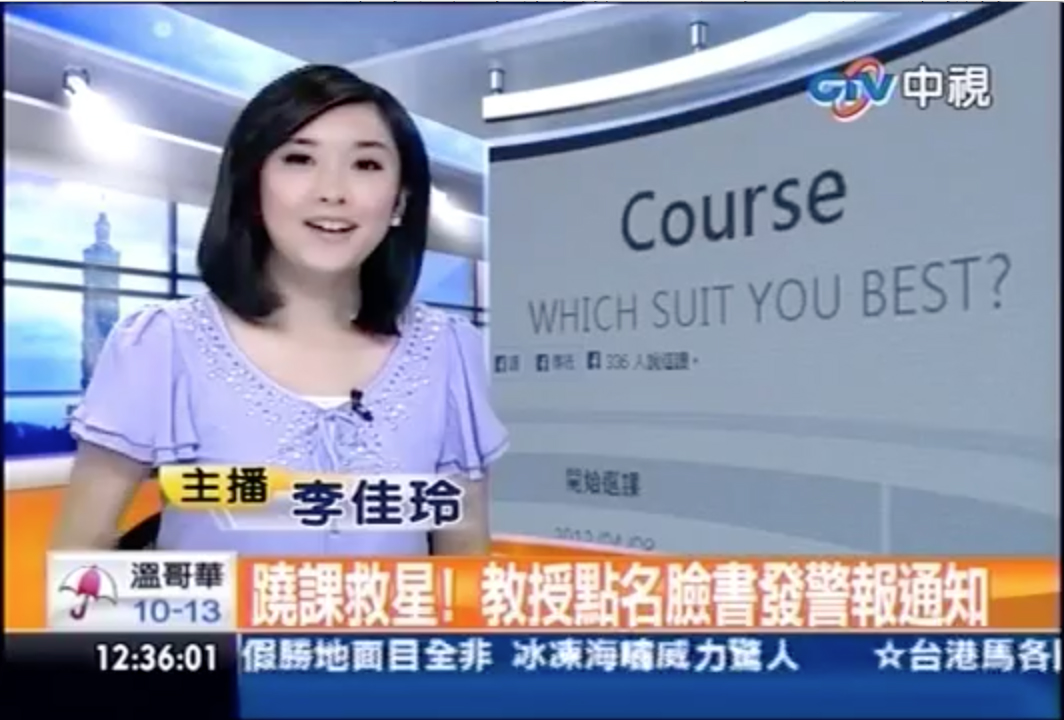 CTV 中視
Course
WHICH SUIT YOU BEST?
336 人說這讚。
開始選課
主播 李佳玲
溫哥華
10-13
蹺課救星! 教授點名臉書發警報通知
12:36:01
假勝地面目全非 冰凍海嘯威力驚人 ☆台港馬各